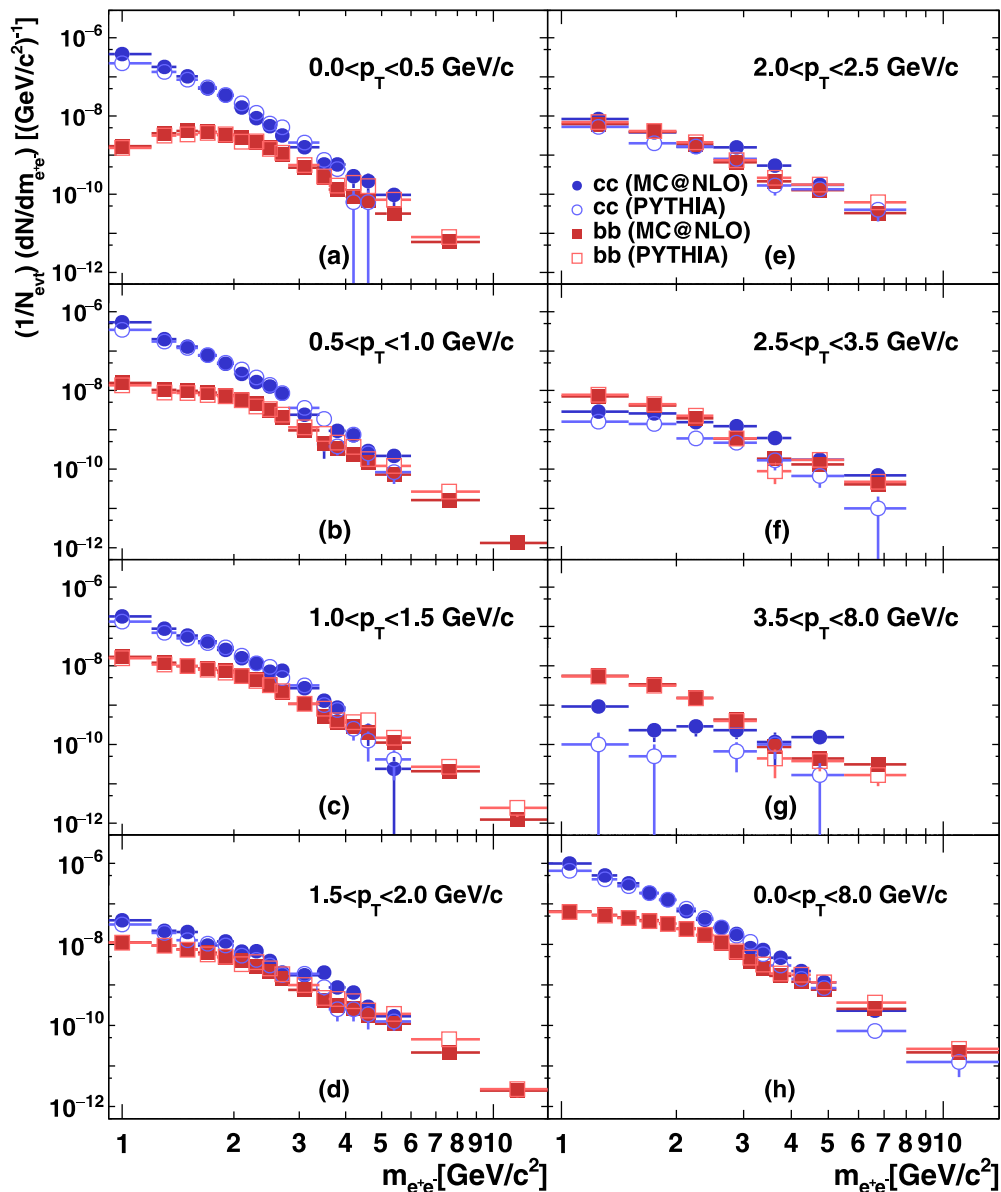 (1/N_evt) (dN/dm_e⁺e⁻) [(GeV/c²)⁻¹]
10⁻⁶
10⁻⁸
10⁻¹⁰
10⁻¹²
0.0<p_T<0.5 GeV/c
(a)
10⁻⁶
10⁻⁸
10⁻¹⁰
10⁻¹²
0.5<p_T<1.0 GeV/c
(b)
10⁻⁶
10⁻⁸
10⁻¹⁰
10⁻¹²
1.0<p_T<1.5 GeV/c
(c)
10⁻⁶
10⁻⁸
10⁻¹⁰
10⁻¹²
1.5<p_T<2.0 GeV/c
(d)
1 2 3 4 5 6 7 8 10
m_e⁺e⁻[GeV/c²]
2.0<p_T<2.5 GeV/c
cc (MC@NLO)
cc (PYTHIA)
bb (MC@NLO)
bb (PYTHIA)
(e)
2.5<p_T<3.5 GeV/c
(f)
3.5<p_T<8.0 GeV/c
(g)
0.0<p_T<8.0 GeV/c
(h)
1 2 3 4 5 6 7 8 10
m_e⁺e⁻[GeV/c²]